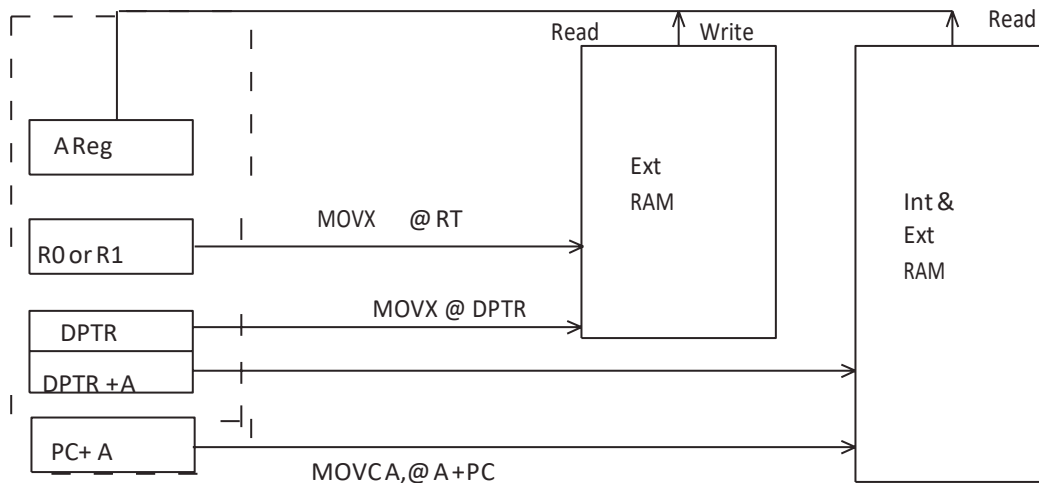 Read
Read Write
A Reg
Ext
RAM
Int &
Ext
RAM
MOVX @ RT
R0 or R1
MOVX @ DPTR
DPTR
DPTR + A
PC+ A
MOVC A, @ A+PC